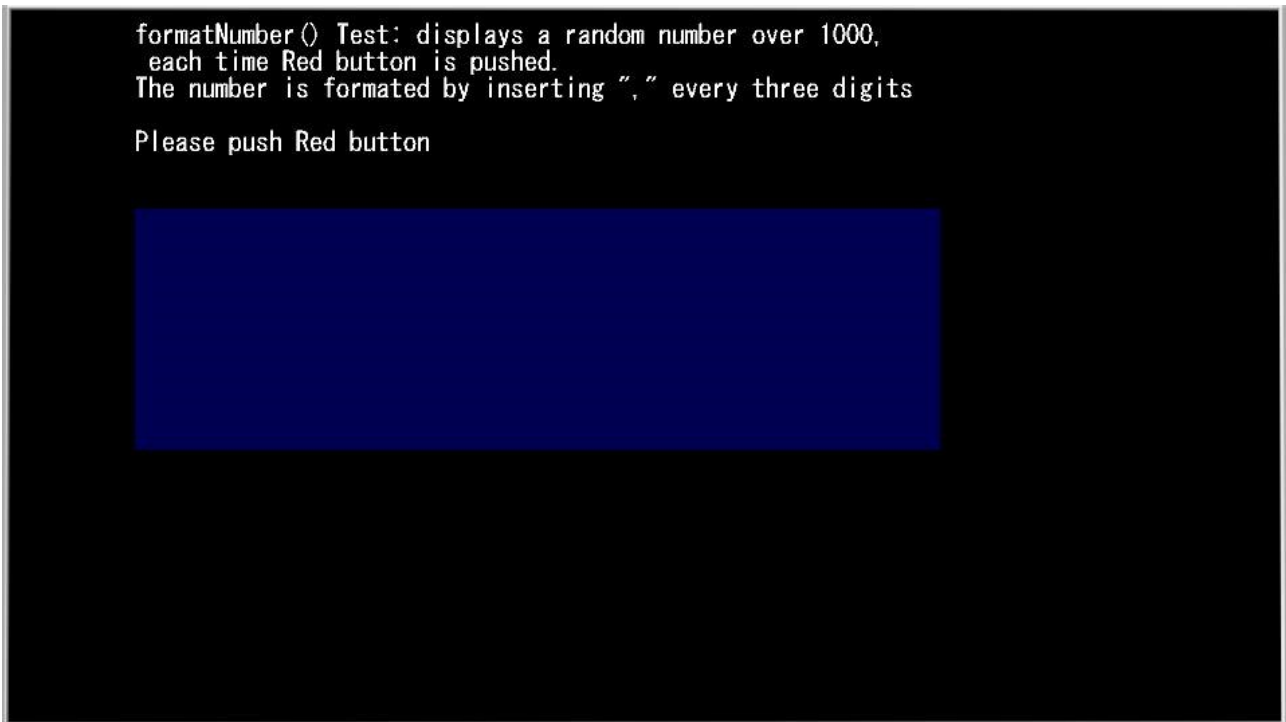 formatNumber() Test: displays a random number over 1000,
each time Red button is pushed.
The number is formated by inserting "," every three digits
Please push Red button